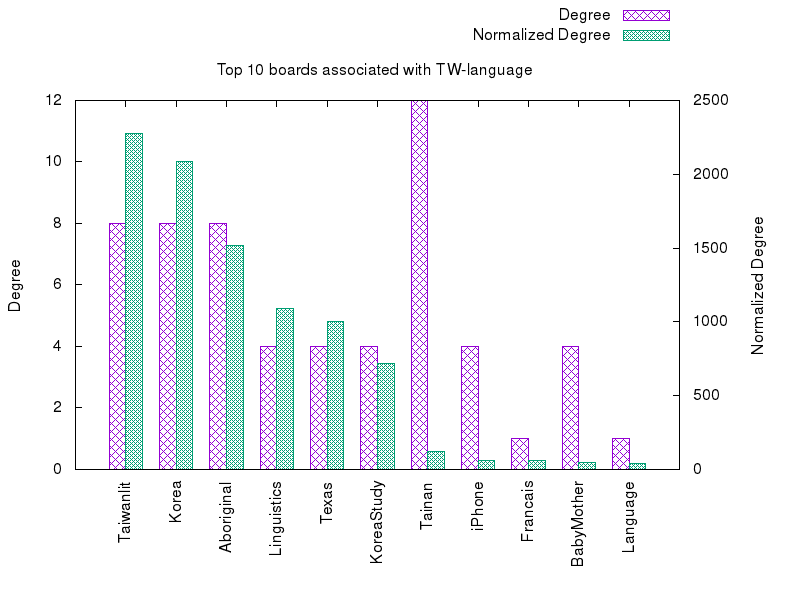 Degree
Normalized Degree
Top 10 boards associated with TW-language
12
10
8
6
4
2
0
2500
2000
1500
1000
500
0
Degree
Normalized Degree
Taiwanlit
Korea
Aboriginal
Linguistics
Texas
KoreaStudy
Tainan
iPhone
Francais
BabyMother
Language